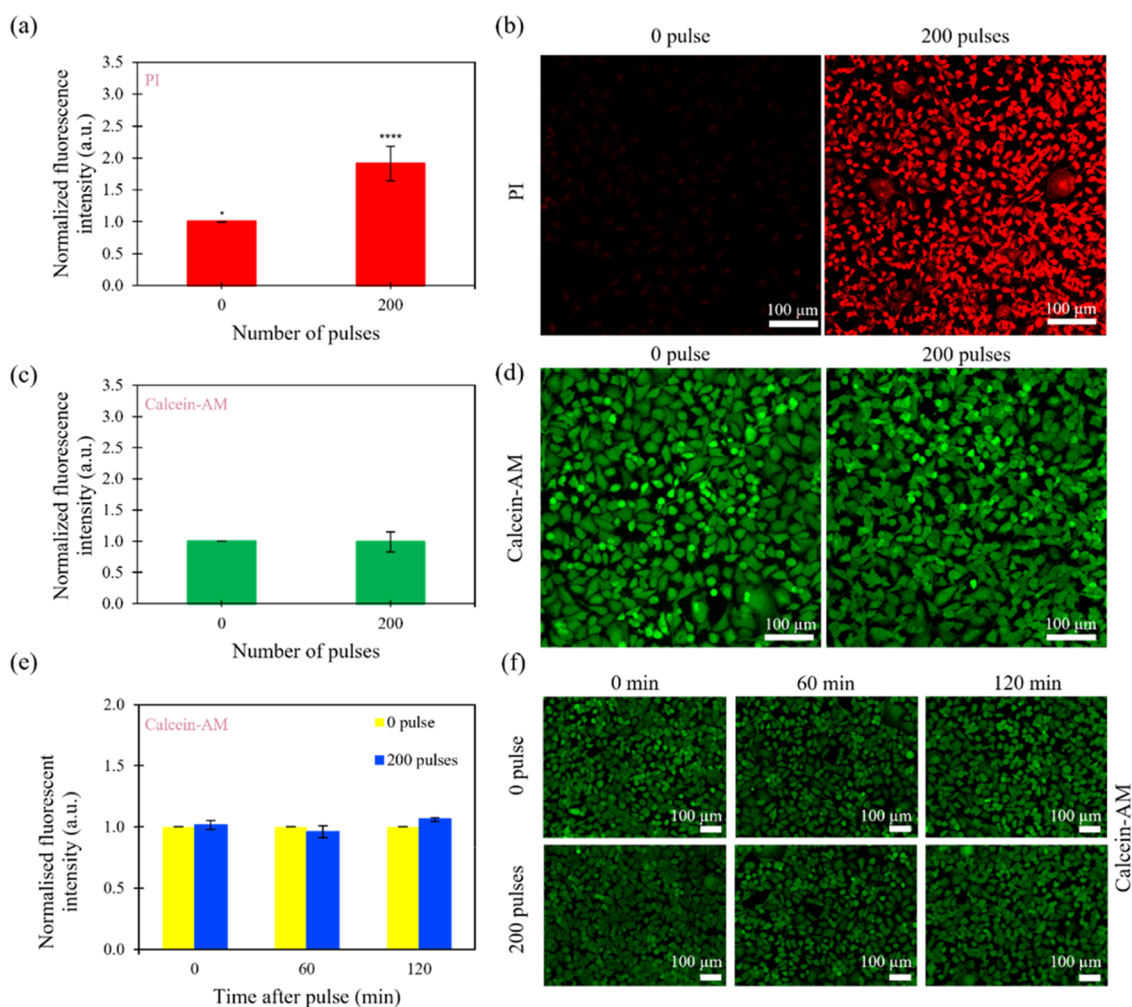 (a)
Normalized fluorescence
intensity (a.u.)
3.5
3.0
2.5
2.0
1.5
1.0
0.5
0.0
PI
*
****
0
200
Number of pulses
(b)
0 pulse
200 pulses
PI
100 µm
100 µm
(c)
Normalized fluorescence
intensity (a.u.)
3.5
3.0
2.5
2.0
1.5
1.0
0.5
0.0
Calcein-AM
0
200
Number of pulses
(d)
0 pulse
200 pulses
Calcein-AM
100 µm
100 µm
(e)
Normalised fluorescent
intensity (a.u.)
2.0
1.5
1.0
0.5
0.0
Calcein-AM
0 pulse
200 pulses
0
60
120
Time after pulse (min)
(f)
0 min
60 min
120 min
0 pulse
100 µm
100 µm
100 µm
200 pulses
100 µm
100 µm
100 µm
Calcein-AM